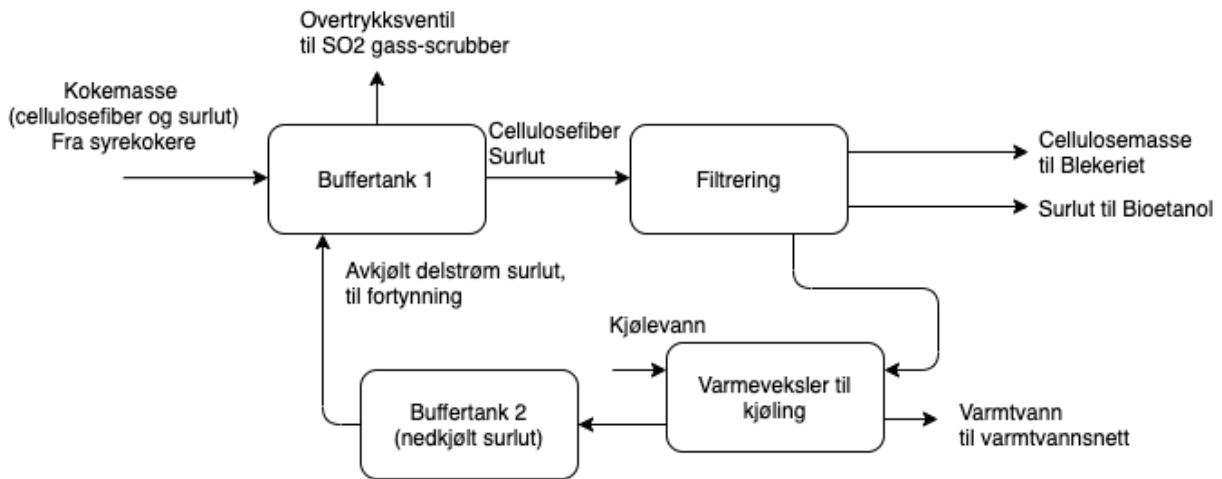 Overtrykksventil
til SO2 gass-scrubber
Kokemasse
(cellulosefiber og surlut)
Fra syrekokere
Buffertank 1
Cellulosefiber
Surlut
Filtrering
Cellulosemasse
til Blekeriet
Surlut til Bioetanol
Avkjølt delstrøm surlut,
til fortynning
Kjølevann
Varmeveksler til
kjøling
Buffertank 2
(nedkjølt surlut)
Varmtvann
til varmtvannsnett